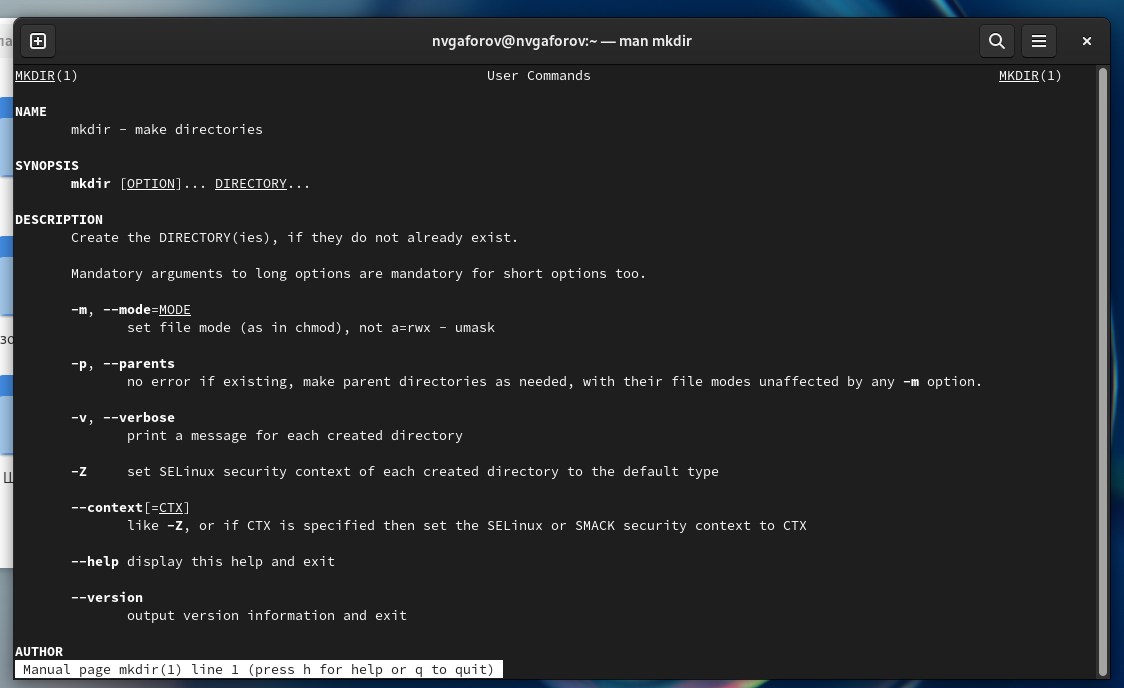 nvgaforov@nvgaforov:~ — man mkdir
MKDIR(1) User Commands MKDIR(1)
NAME
mkdir - make directories
SYNOPSIS
mkdir [OPTION]... DIRECTORY...
DESCRIPTION
Create the DIRECTORY(ies), if they do not already exist.
Mandatory arguments to long options are mandatory for short options too.
-m, --mode=MODE
set file mode (as in chmod), not a=rwx - umask
-p, --parents
no error if existing, make parent directories as needed, with their file modes unaffected by any -m option.
-v, --verbose
print a message for each created directory
-Z set SELinux security context of each created directory to the default type
--context[=CTX]
like -Z, or if CTX is specified then set the SELinux or SMACK security context to CTX
--help display this help and exit
--version
output version information and exit
AUTHOR
Manual page mkdir(1) line 1 (press h for help or q to quit)